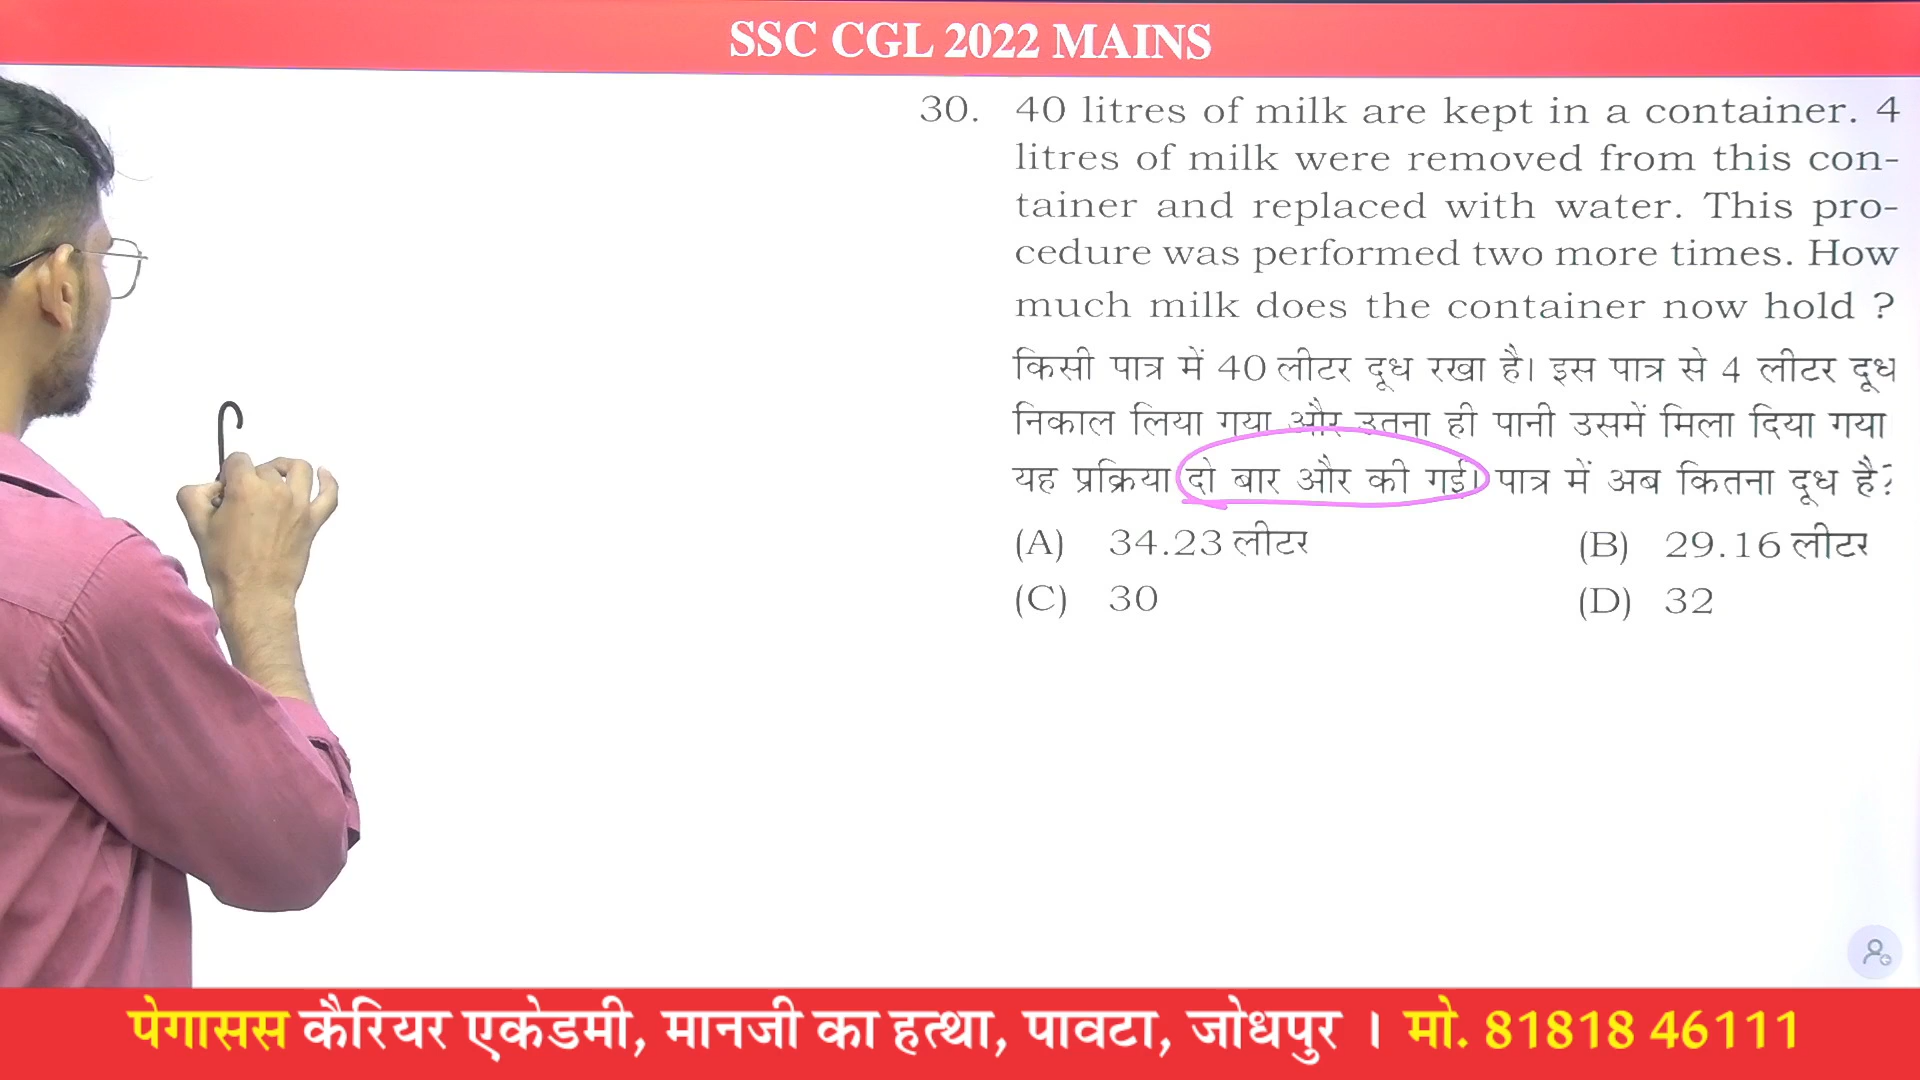 SSC CGL 2022 MAINS
30. 40 litres of milk are kept in a container. 4
litres of milk were removed from this con-
tainer and replaced with water. This pro-
cedure was performed two more times. How
much milk does the container now hold ?
किसी पात्र में 40 लीटर दूध रखा है। इस पात्र से 4 लीटर दूध
निकाल लिया गया और उतना ही पानी उसमें मिला दिया गया
यह प्रक्रिया दो बार और की गई। पात्र में अब कितना दूध है?
(A) 34.23 लीटर (B) 29.16 लीटर
(C) 30 (D) 32
पेगासस कैरियर एकेडमी, मानजी का हत्था, पावटा, जोधपुर । मो. 81818 46111